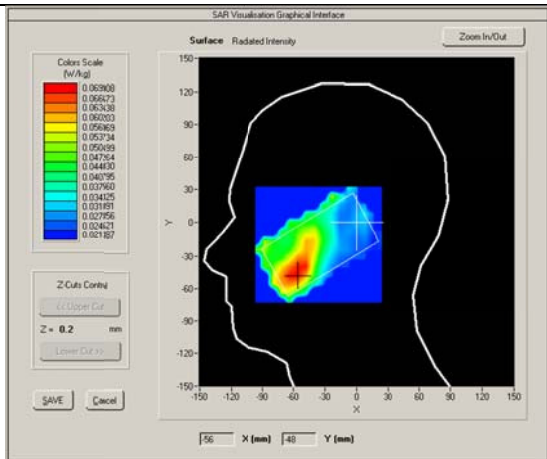 SAR Visualisation Graphical Interface
Surface Radiated Intensity
Zoom In/Out
Colors Scale
(W/kg)
0.069108
0.066473
0.063438
0.060203
0.056969
0.053734
0.050499
0.047264
0.044030
0.040795
0.037560
0.034325
0.031191
0.027856
0.024621
0.021187
Z-Cuts Control
<< Upper Cut
Z = 0.2 mm
Lower Cut >>
SAVE Cancel
150
120
90
60
30
0
-30
-60
-90
-120
-150
Y
-150 -120 -90 -60 -30 0 30 60 90 120 150
X
-56 X (mm) -48 Y (mm)